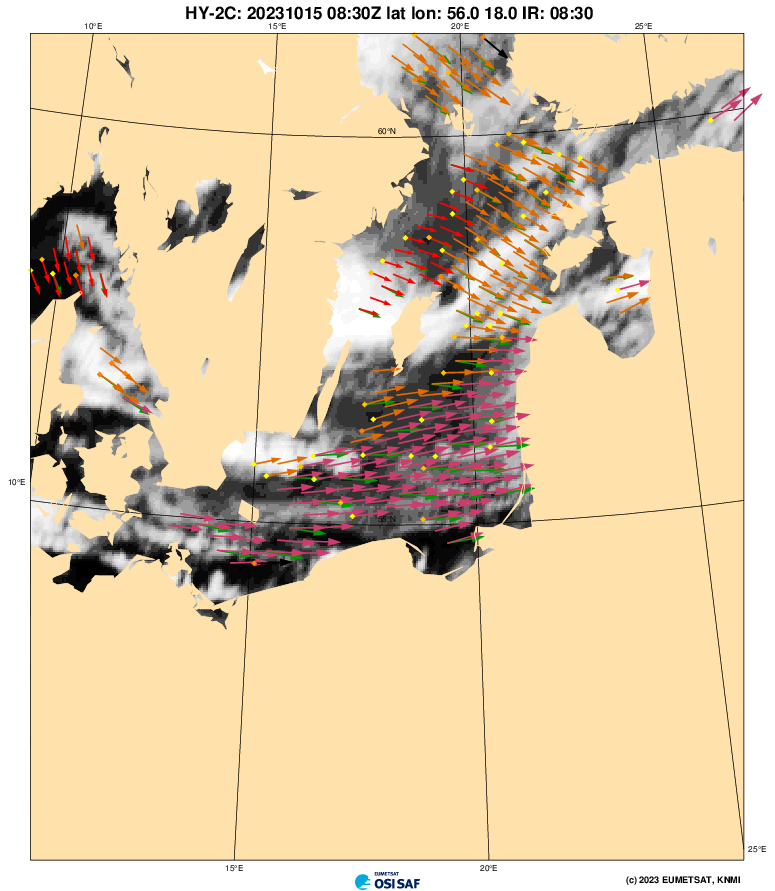 HY-2C: 20231015 08:30Z lat lon: 56.0 18.0 IR: 08:30
10°E 15°E 20°E 25°E
60°N
10°E
55°N
25°E
15°E 20°E
EUMETSAT
OSI SAF
(c) 2023 EUMETSAT, KNMI